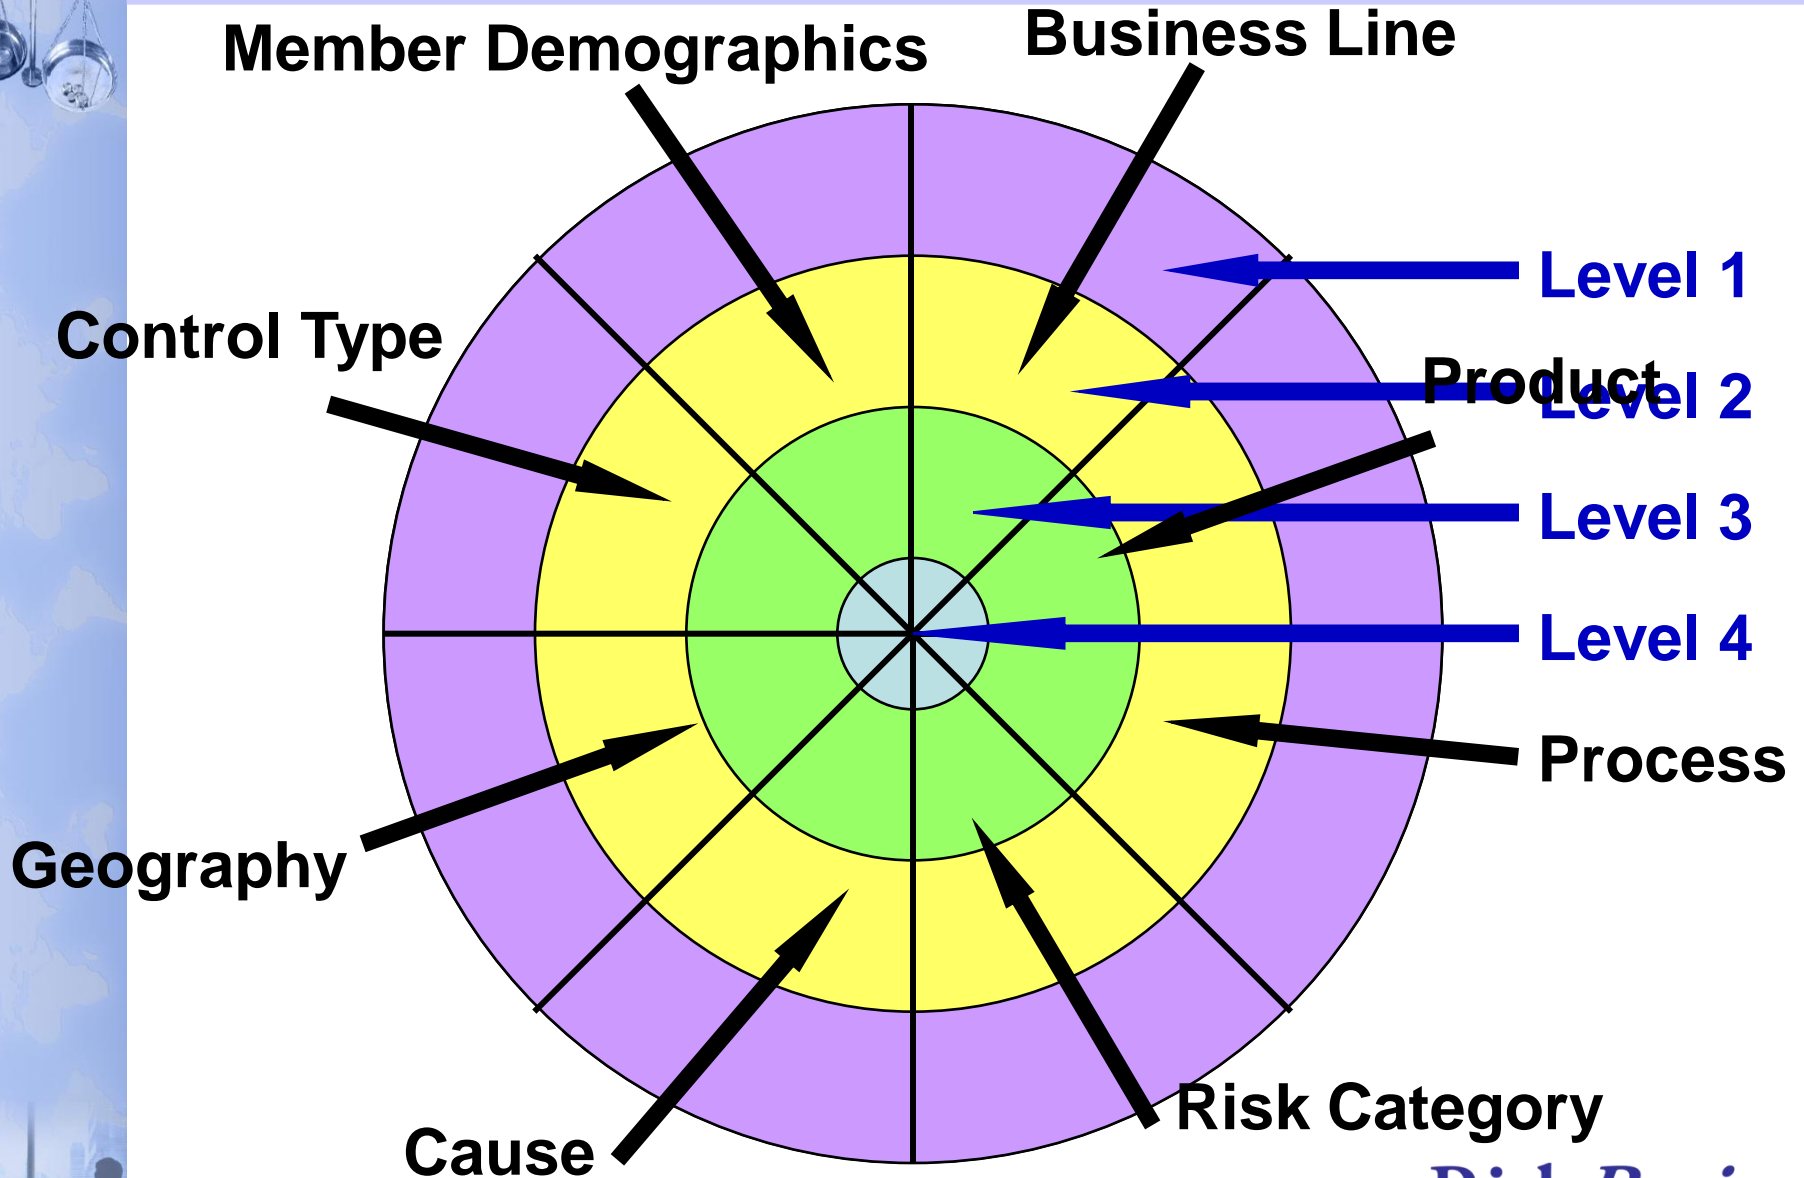 Business Line
Member Demographics
Level 1
Control Type
Product
Level 2
Level 3
Level 4
Process
Geography
Risk Category
Cause